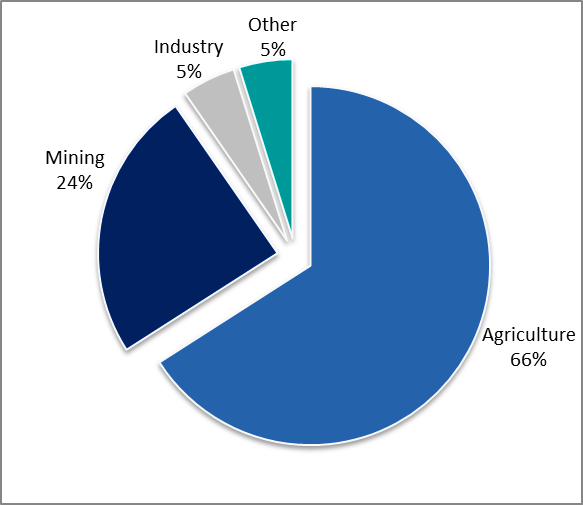 Other
5%
Industry
5%
Mining
24%
Agriculture
66%